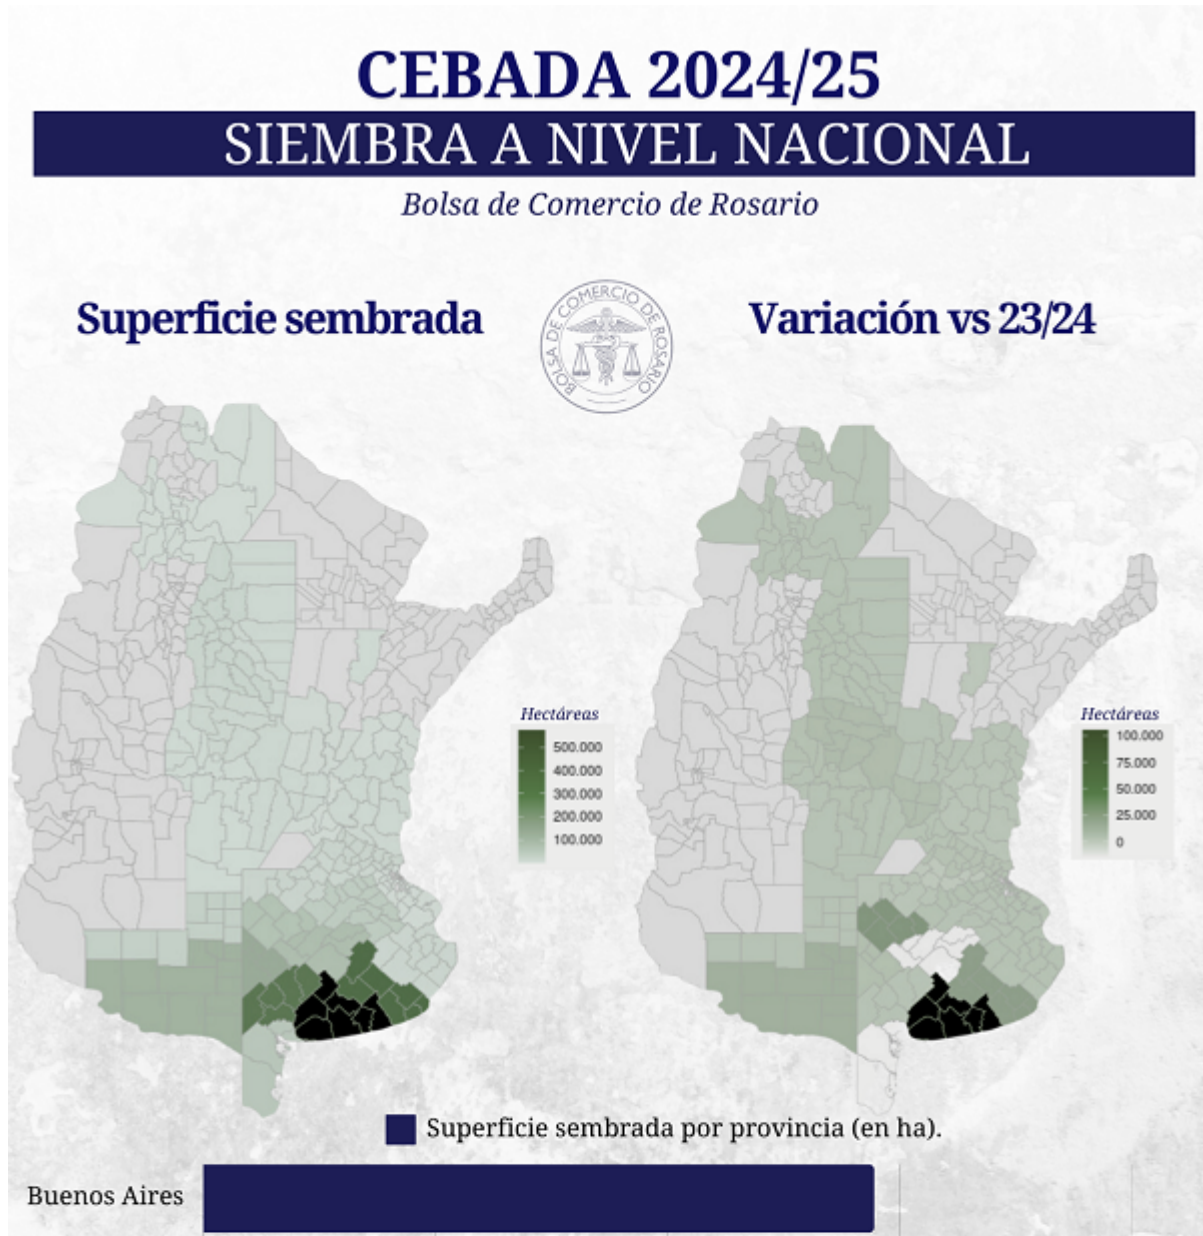 CEBADA 2024/25
SIEMBRA A NIVEL NACIONAL
Bolsa de Comercio de Rosario
Superficie sembrada
BOLSA DE COMERCIO DE ROSARIO
Variación vs 23/24
Hectáreas
500.000
400.000
300.000
200.000
100.000
Hectáreas
100.000
75.000
50.000
25.000
0
Superficie sembrada por provincia (en ha).
Buenos Aires